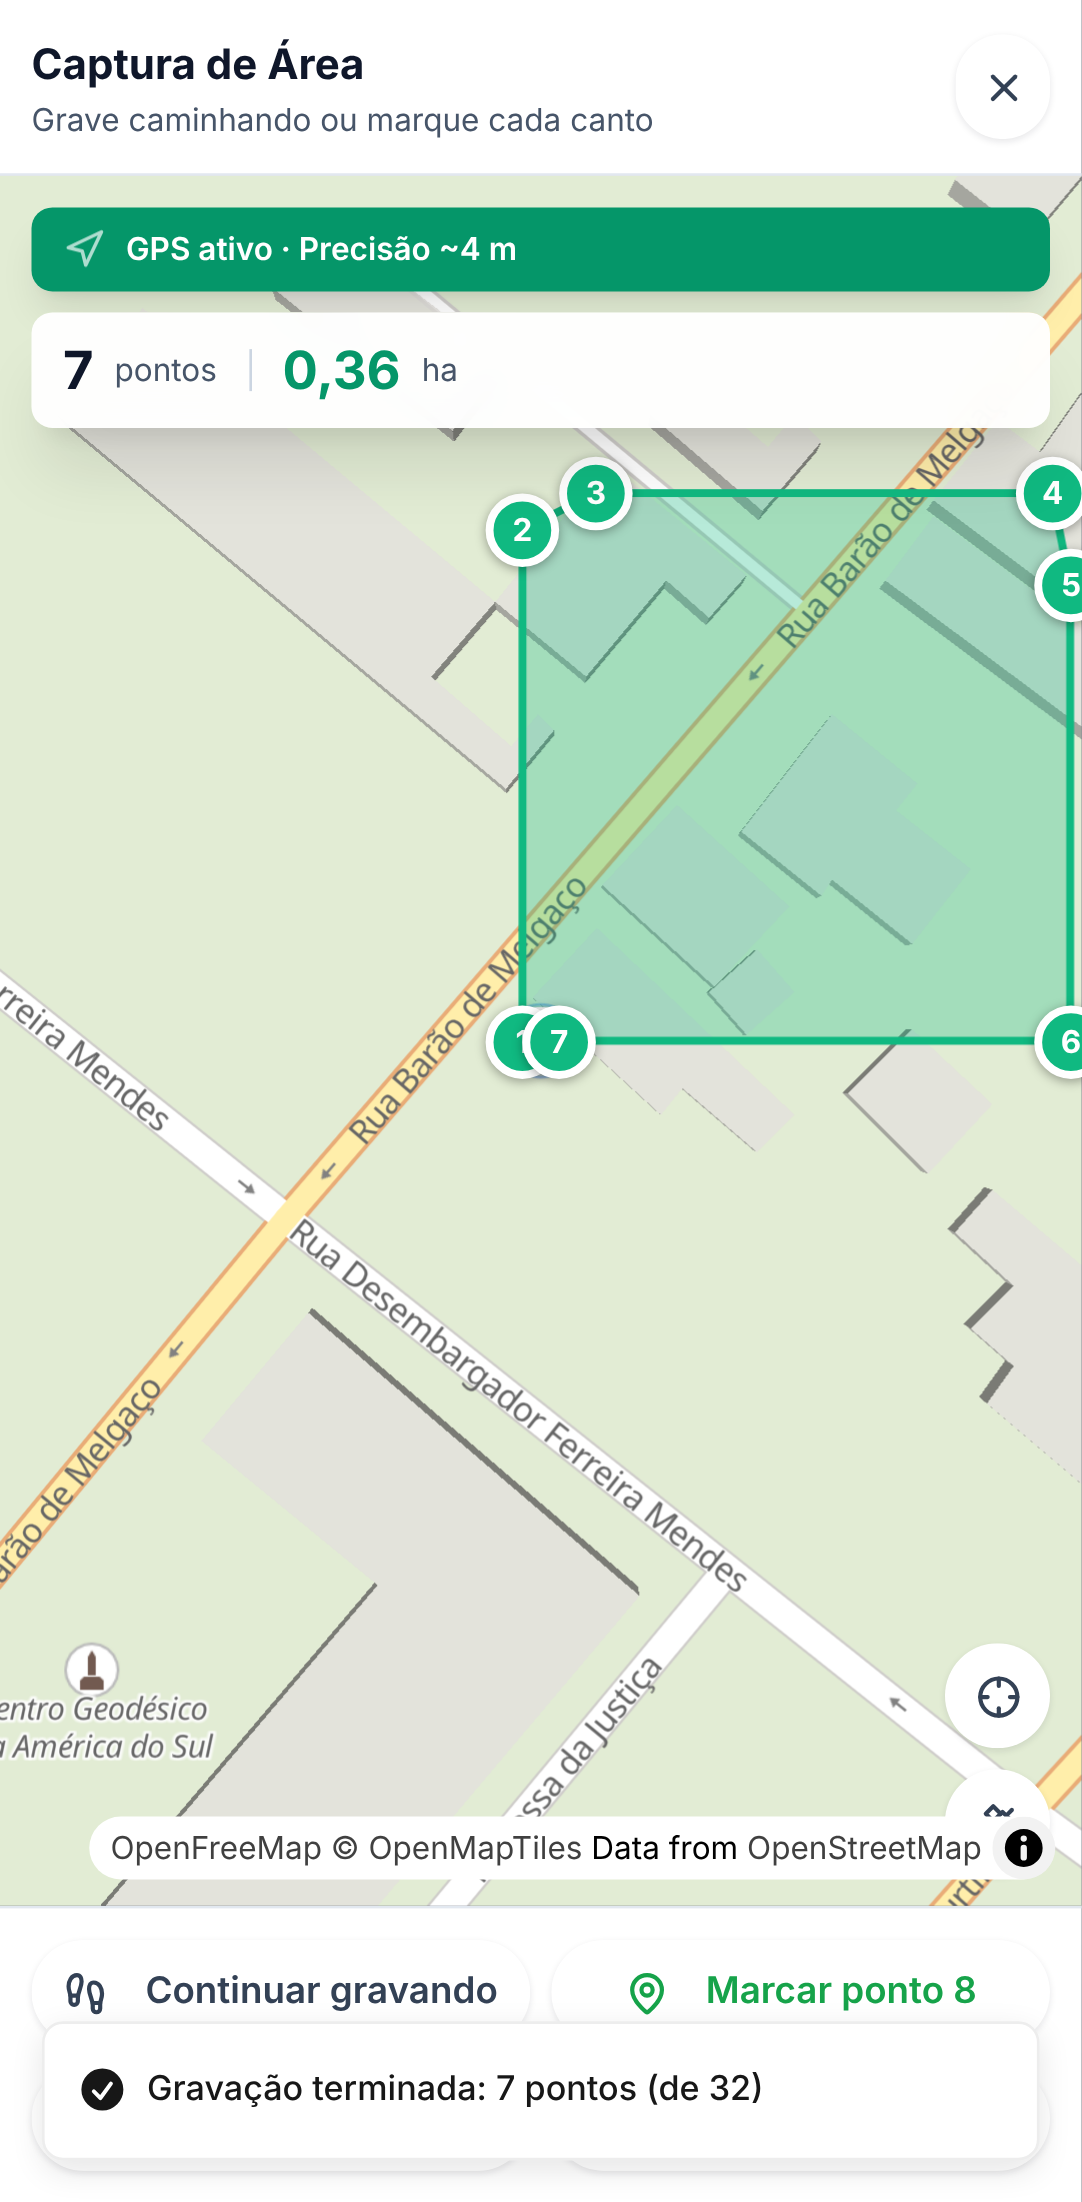 Captura de Área
Grave caminhando ou marque cada canto
GPS ativo · Precisão ~4 m
7 pontos | 0,36 ha
3
4
2
5
Rua Barão de Melg
Rua Barão de Melgaço
1
7
6
rreira Mendes
Rua Desembargador Ferreira Mendes
arão de Melgaço
entro Geodésico
a América do Sul
ssa da Justiça
OpenFreeMap © OpenMapTiles Data from OpenStreetMap
Continuar gravando
Marcar ponto 8
Gravação terminada: 7 pontos (de 32)